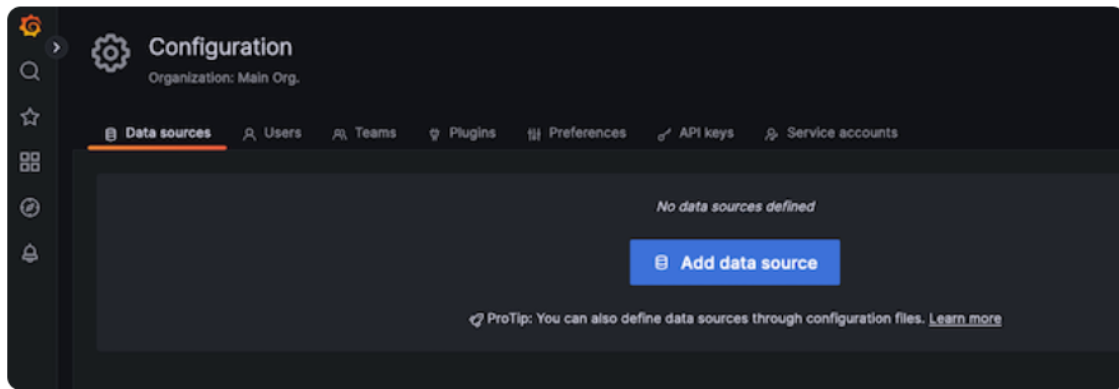 Configuration
Organization: Main Org.
Data sources Users Teams Plugins Preferences API keys Service accounts
No data sources defined
Add data source
ProTip: You can also define data sources through configuration files. Learn more